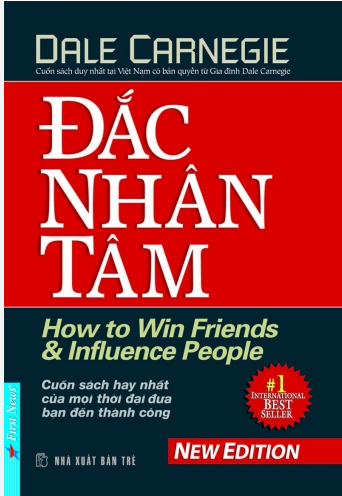 DALE CARNEGIE
Cuốn sách duy nhất tại Việt Nam có bản quyền từ Gia đình Dale Carnegie
ĐẮC
NHÂN
TÂM
How to Win Friends
& Influence People
Cuốn sách hay nhất
của mọi thời đại đưa
bạn đến thành công
#1
INTERNATIONAL
BEST
SELLER
NEW EDITION
First News
NHÀ XUẤT BẢN TRẺ